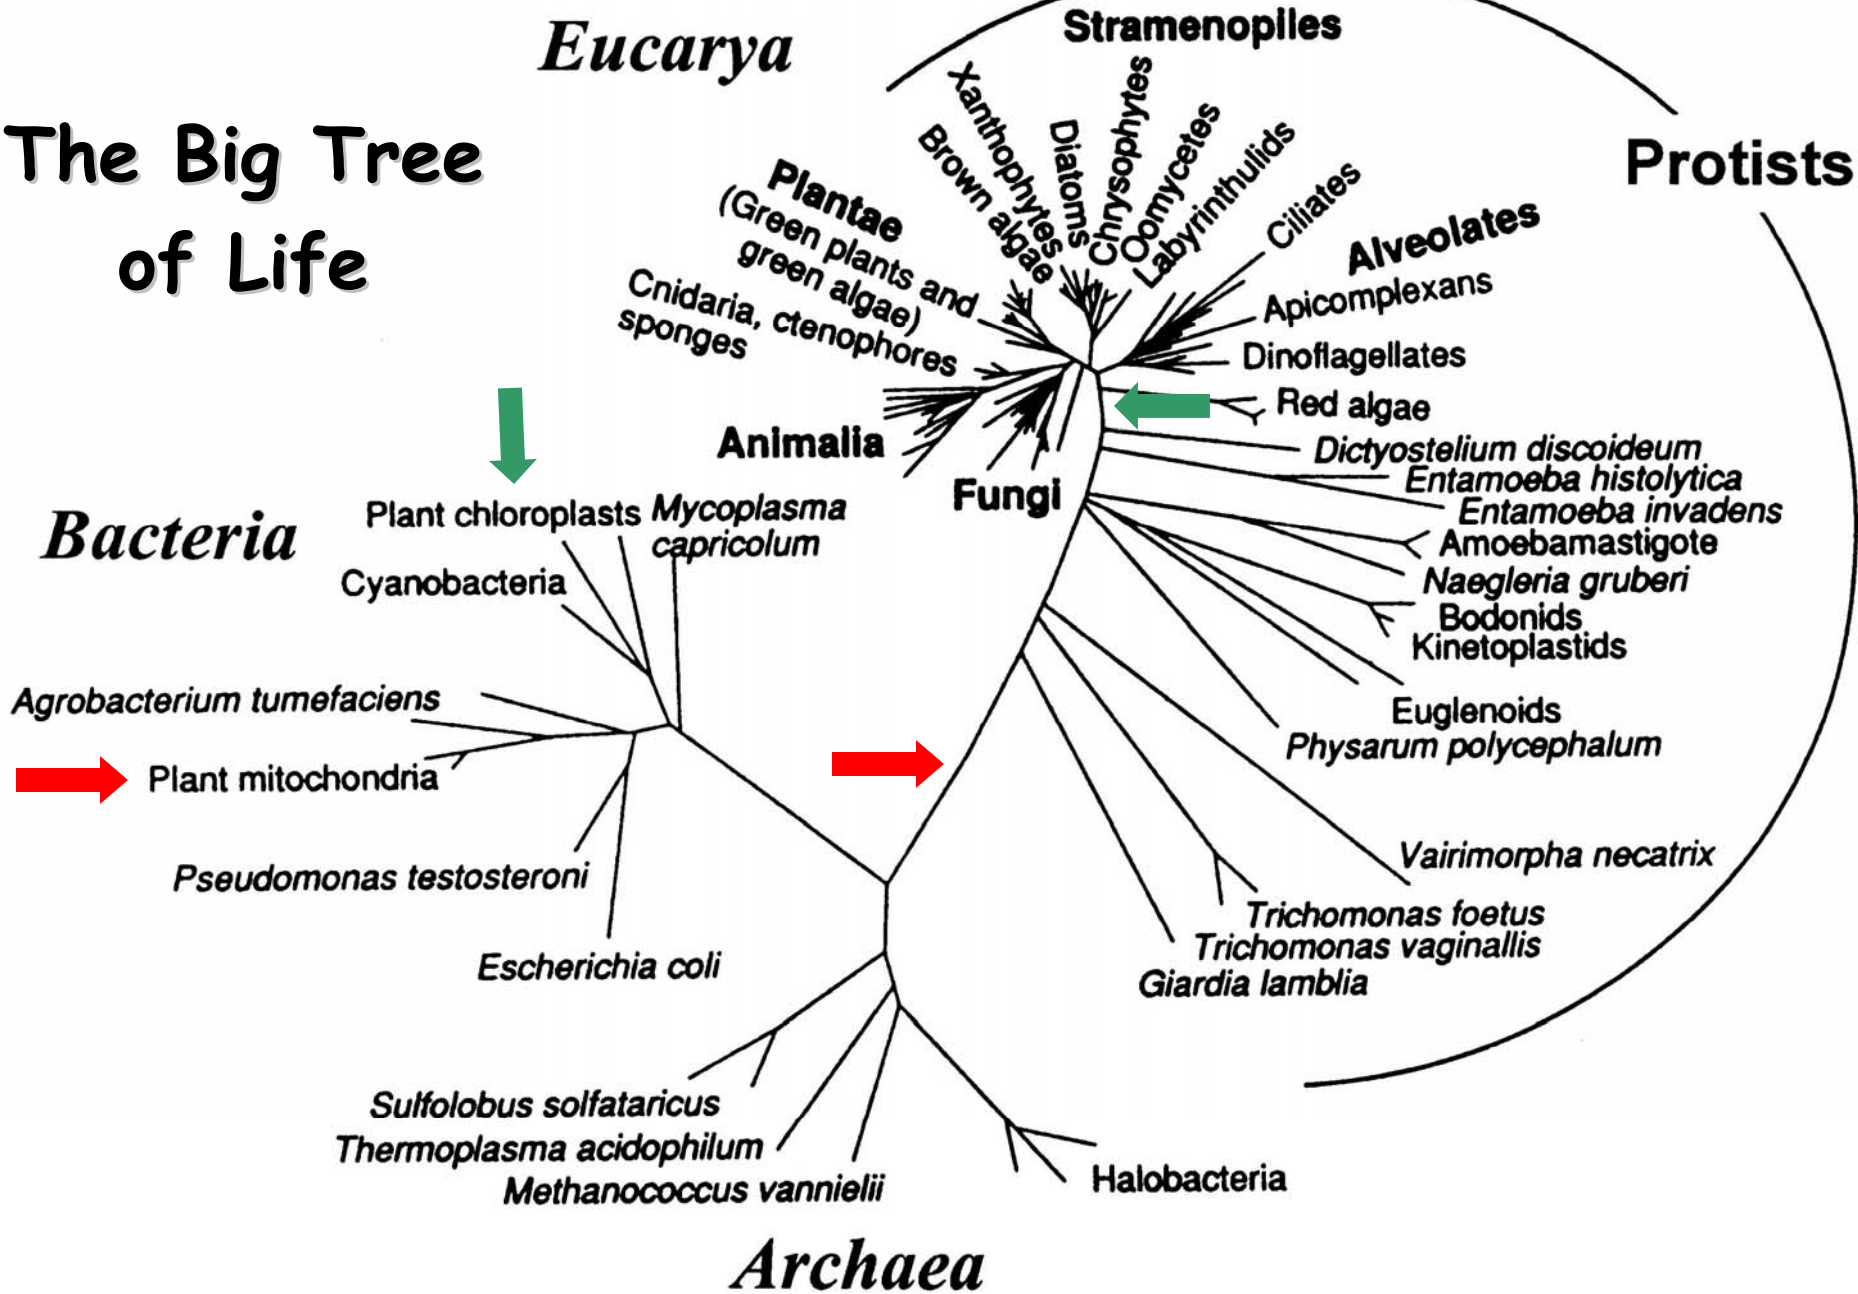 Eucarya
The Big Tree
of Life
Stramenopiles
Protists
Xanthophytes
Brown algae
Diatoms
Chrysophytes
Oomycetes
Labyrinthulids
Ciliates
Alveolates
Apicomplexans
Dinoflagellates
Plantae
(Green plants and
green algae)
Cnidaria, ctenophores
sponges
Animalia
Fungi
Red algae
Dictyostelium discoideum
Entamoeba histolytica
Entamoeba invadens
Amoebamastigote
Naegleria gruberi
Bodonids
Kinetoplastids
Euglenoids
Physarum polycephalum
Vairimorpha necatrix
Trichomonas foetus
Trichomonas vaginallis
Giardia lamblia
Bacteria
Plant chloroplasts
Mycoplasma
capricolum
Cyanobacteria
Agrobacterium tumefaciens
Plant mitochondria
Pseudomonas testosteroni
Escherichia coli
Sulfolobus solfataricus
Thermoplasma acidophilum
Methanococcus vannielii
Halobacteria
Archaea